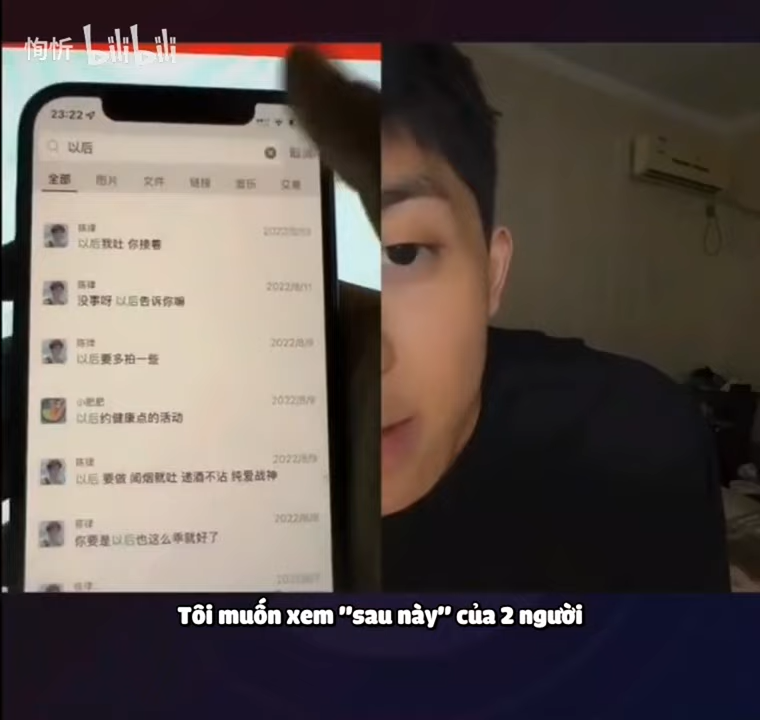 恂忻 bilibili
23:22
以后
全部 图片 文件 链接 音乐 交易
陈律 2022/8/13
以后我吐 你接着
陈律 2022/8/11
没事呀 以后告诉你嘛
陈律 2022/8/9
以后要多拍一些
小肥肥 2022/8/9
以后约健康点的活动
陈律 2022/8/9
以后 要做 闻烟就吐 递酒不沾 纯爱战神
陈律 2022/8/8
你要是以后也这么乖就好了
陈律
Tôi muốn xem "sau này" của 2 người